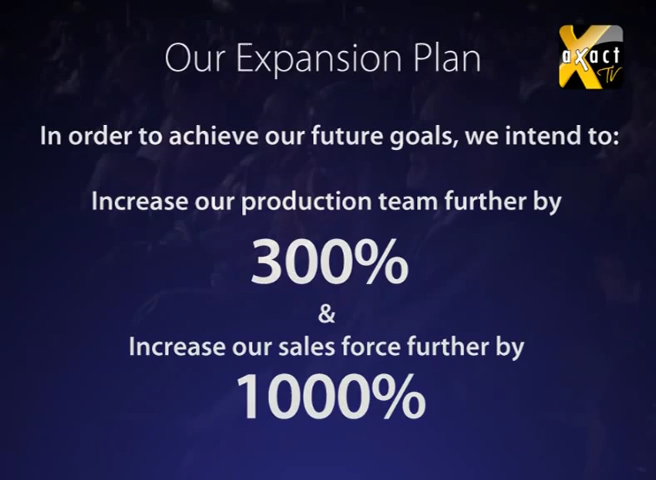 Our Expansion Plan
axact
TV
In order to achieve our future goals, we intend to:
Increase our production team further by
300%
&
Increase our sales force further by
1000%